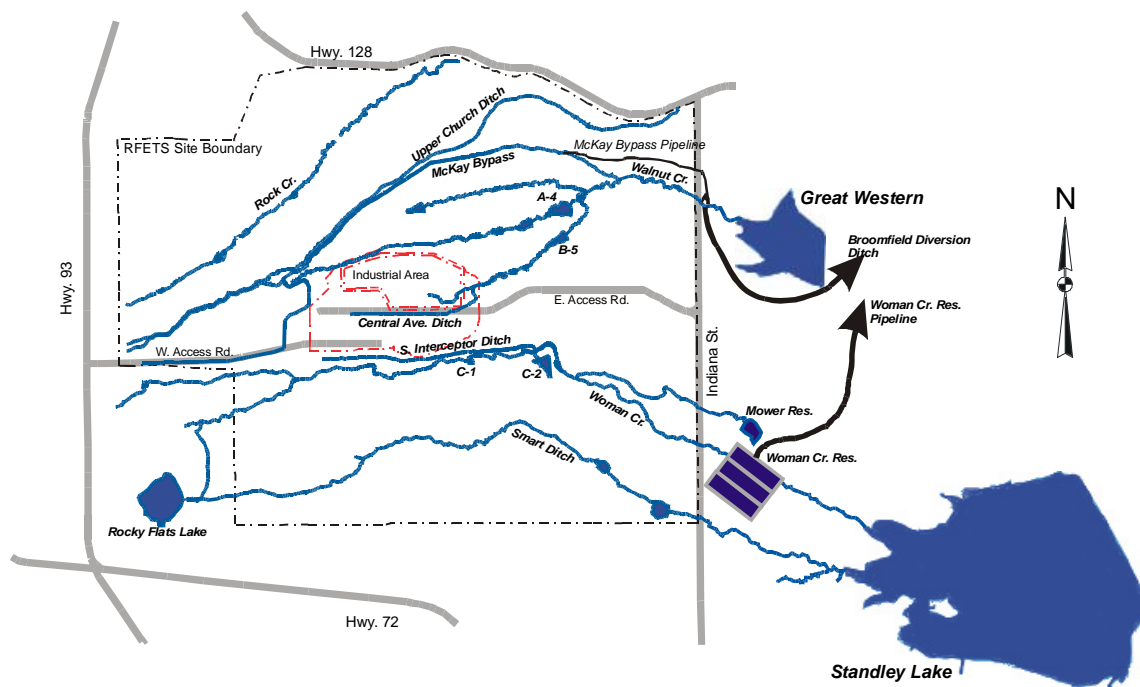 Hwy. 128
Upper Church Ditch
RFETS Site Boundary
McKay Bypass Pipeline
McKay Bypass
Walnut Cr.
Rock Cr.
A-4
Great Western
N
B-5
Broomfield Diversion
Ditch
Industrial Area
Hwy. 93
E. Access Rd.
Woman Cr. Res.
Pipeline
Central Ave. Ditch
W. Access Rd.
S. Interceptor Ditch
C-1
C-2
Indiana St.
Woman Cr.
Mower Res.
Smart Ditch
Woman Cr. Res.
Rocky Flats Lake
Hwy. 72
Standley Lake